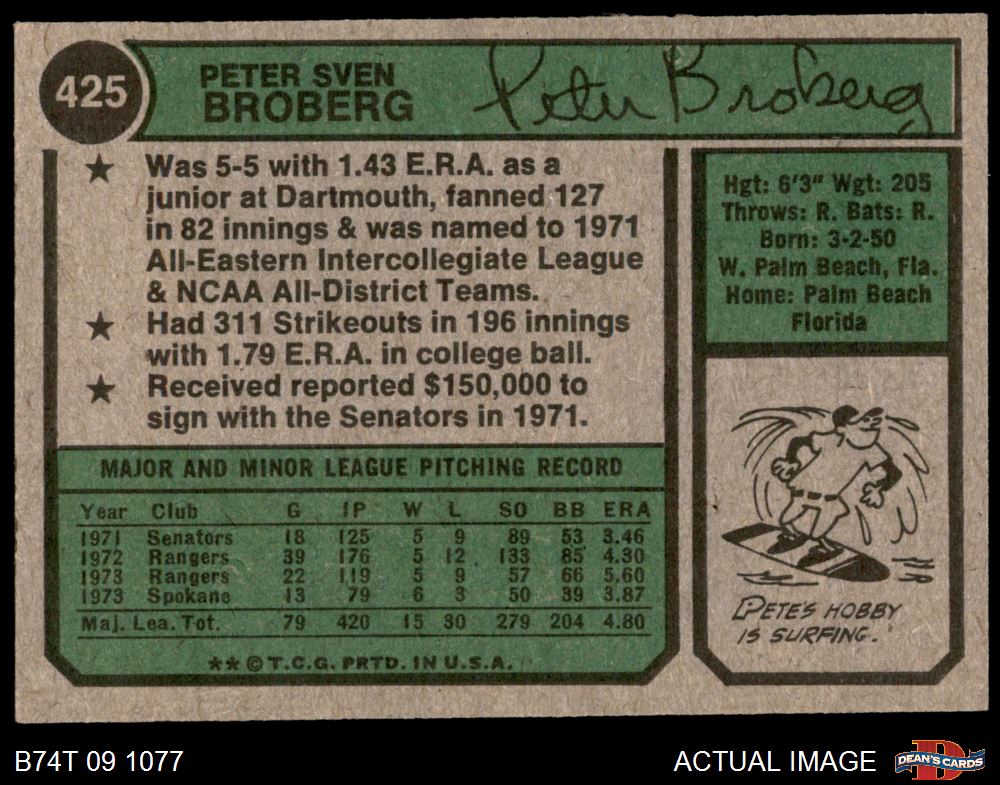 425
PETER SVEN
BROBERG
Peter Broberg
★ Was 5-5 with 1.43 E.R.A. as a
junior at Dartmouth, fanned 127
in 82 innings & was named to 1971
All-Eastern Intercollegiate League
& NCAA All-District Teams.
★ Had 311 Strikeouts in 196 innings
with 1.79 E.R.A. in college ball.
★ Received reported $150,000 to
sign with the Senators in 1971.
Hgt: 6'3" Wgt: 205
Throws: R. Bats: R.
Born: 3-2-50
W. Palm Beach, Fla.
Home: Palm Beach
Florida
MAJOR AND MINOR LEAGUE PITCHING RECORD
Year Club G IP W L SO BB ERA
1971 Senators 18 125 5 9 89 53 3.46
1972 Rangers 39 176 5 12 133 85 4.30
1973 Rangers 22 119 5 9 57 66 5.60
1973 Spokane 13 79 6 3 50 39 3.87
Maj. Lea. Tot. 79 420 15 30 279 204 4.80
** © T.C.G. PRTD. IN U.S.A.
PETE'S HOBBY
IS SURFING.
B74T 09 1077
ACTUAL IMAGE
DEAN'S CARDS